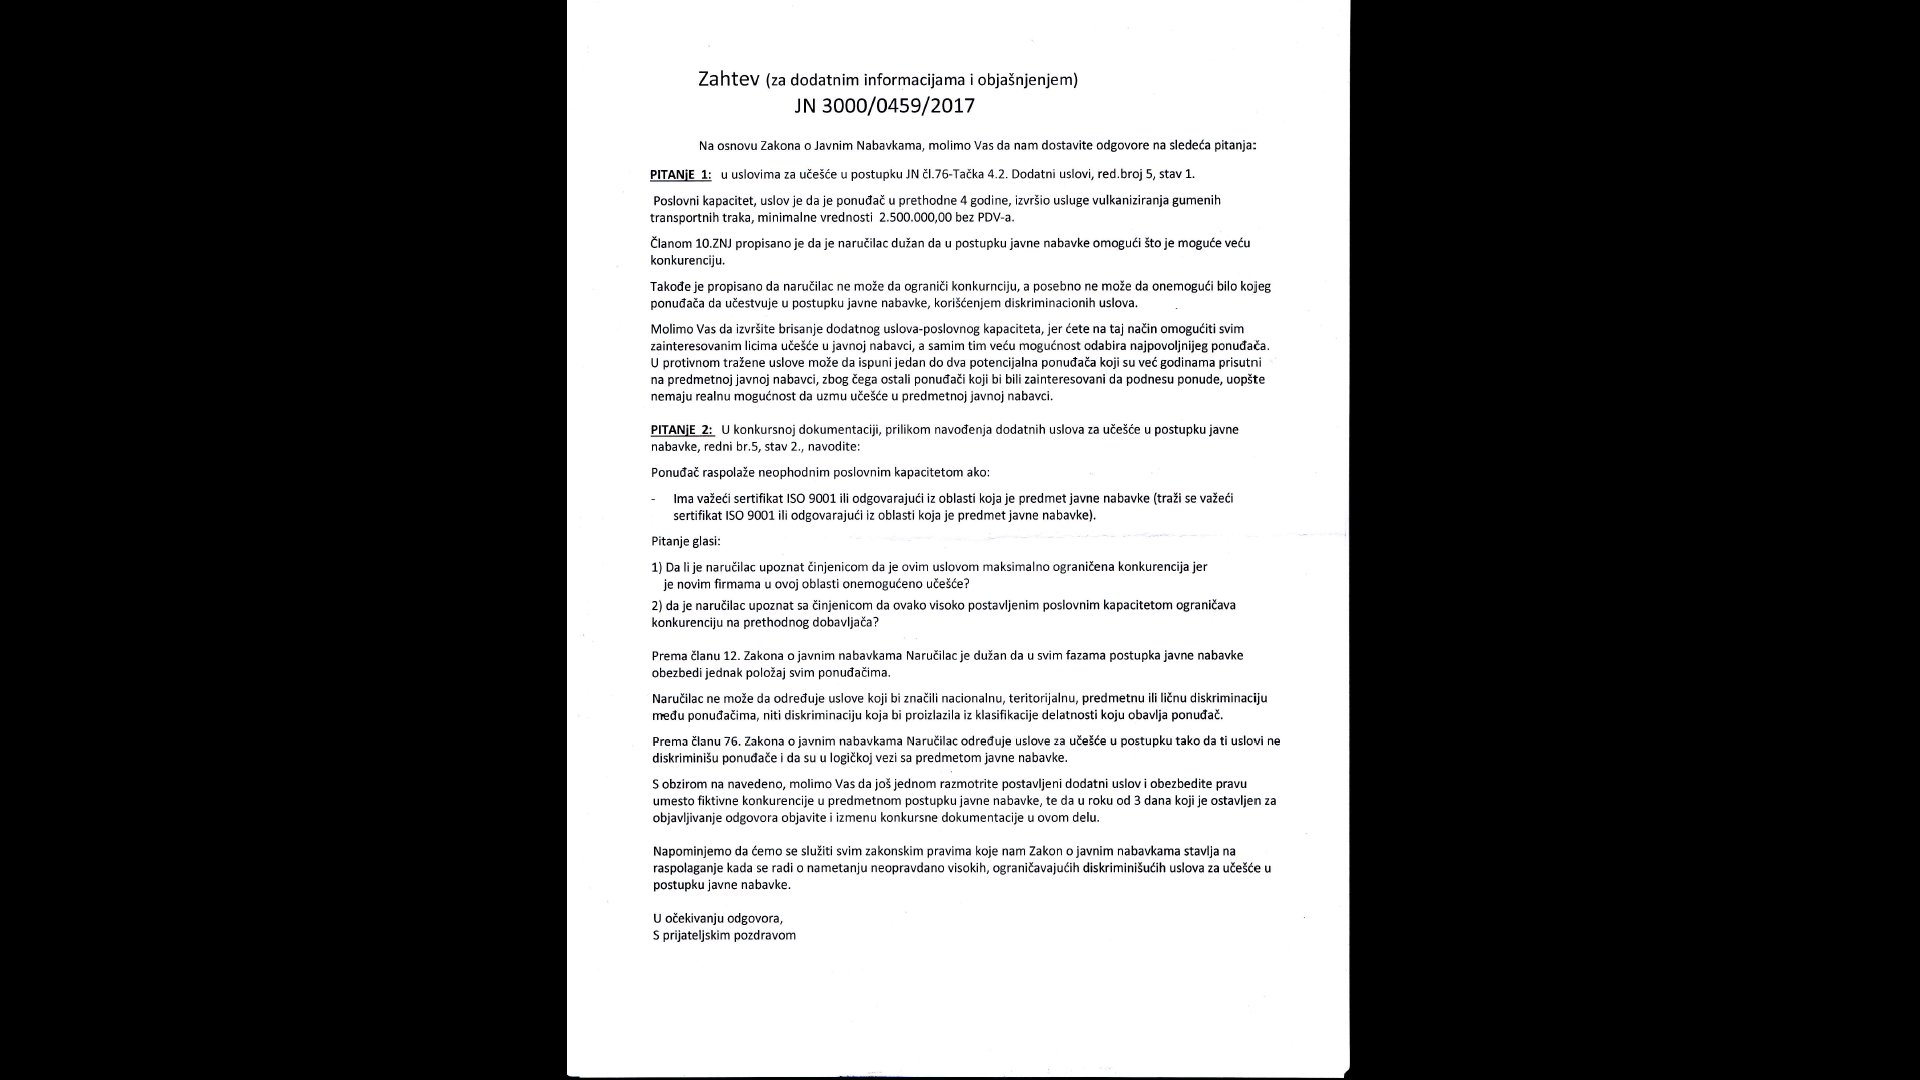 Zahtev (za dodatnim informacijama i objašnjenjem)
JN 3000/0459/2017
Na osnovu Zakona o Javnim Nabavkama, molimo Vas da nam dostavite odgovore na sledeća pitanja:
PITANjE 1: u uslovima za učešće u postupku JN čl.76-Tačka 4.2. Dodatni uslovi, red.broj 5, stav 1.
Poslovni kapacitet, uslov je da je ponuđač u prethodne 4 godine, izvršio usluge vulkaniziranja gumenih
transportnih traka, minimalne vrednosti 2.500.000,00 bez PDV-a.
Članom 10.ZNJ propisano je da je naručilac dužan da u postupku javne nabavke omogući što je moguće veću
konkurenciju.
Takođe je propisano da naručilac ne može da ograniči konkurnciju, a posebno ne može da onemogući bilo kojeg
ponuđača da učestvuje u postupku javne nabavke, korišćenjem diskriminacionih uslova.
Molimo Vas da izvršite brisanje dodatnog uslova-poslovnog kapaciteta, jer ćete na taj način omogućiti svim
zainteresovanim licima učešće u javnoj nabavci, a samim tim veću mogućnost odabira najpovoljnijeg ponuđača.
U protivnom tražene uslove može da ispuni jedan do dva potencijalna ponuđača koji su već godinama prisutni
na predmetnoj javnoj nabavci, zbog čega ostali ponuđači koji bi bili zainteresovani da podnesu ponude, uopšte
nemaju realnu mogućnost da uzmu učešće u predmetnoj javnoj nabavci.
PITANjE 2: U konkursnoj dokumentaciji, prilikom navođenja dodatnih uslova za učešće u postupku javne
nabavke, redni br.5, stav 2., navodite:
Ponuđač raspolaže neophodnim poslovnim kapacitetom ako:
- Ima važeći sertifikat ISO 9001 ili odgovarajući iz oblasti koja je predmet javne nabavke (traži se važeći
sertifikat ISO 9001 ili odgovarajući iz oblasti koja je predmet javne nabavke).
Pitanje glasi:
1) Da li je naručilac upoznat činjenicom da je ovim uslovom maksimalno ograničena konkurencija jer
je novim firmama u ovoj oblasti onemogućeno učešće?
2) da je naručilac upoznat sa činjenicom da ovako visoko postavljenim poslovnim kapacitetom ograničava
konkurenciju na prethodnog dobavljača?
Prema članu 12. Zakona o javnim nabavkama Naručilac je dužan da u svim fazama postupka javne nabavke
obezbedi jednak položaj svim ponuđačima.
Naručilac ne može da određuje uslove koji bi značili nacionalnu, teritorijalnu, predmetnu ili ličnu diskriminaciju
među ponuđačima, niti diskriminaciju koja bi proizlazila iz klasifikacije delatnosti koju obavlja ponuđač.
Prema članu 76. Zakona o javnim nabavkama Naručilac određuje uslove za učešće u postupku tako da ti uslovi ne
diskriminišu ponuđače i da su u logičkoj vezi sa predmetom javne nabavke.
S obzirom na navedeno, molimo Vas da još jednom razmotrite postavljeni dodatni uslov i obezbedite pravu
umesto fiktivne konkurencije u predmetnom postupku javne nabavke, te da u roku od 3 dana koji je ostavljen za
objavljivanje odgovora objavite i izmenu konkursne dokumentacije u ovom delu.
Napominjemo da ćemo se služiti svim zakonskim pravima koje nam Zakon o javnim nabavkama stavlja na
raspolaganje kada se radi o nametanju neopravdano visokih, ograničavajućih diskriminišućih uslova za učešće u
postupku javne nabavke.
U očekivanju odgovora,
S prijateljskim pozdravom